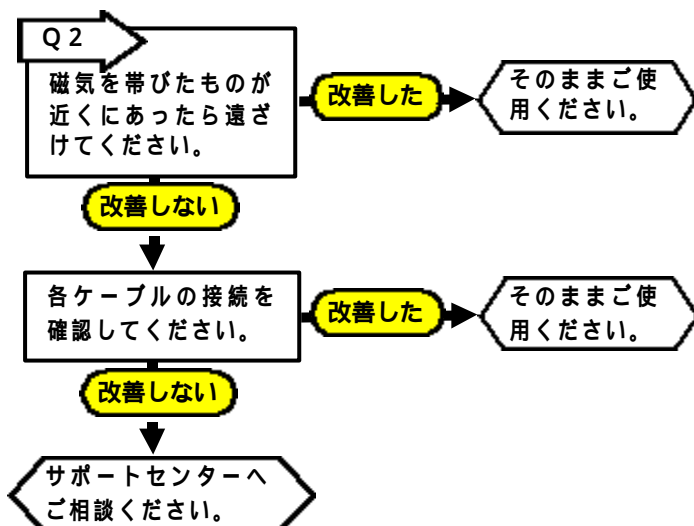 Q2
磁気を帯びたものが
近くにあったら遠ざ
けてください。
改善した
そのままご使
用ください。
改善しない
各ケーブルの接続を
確認してください。
改善した
そのままご使
用ください。
改善しない
サポートセンターへ
ご相談ください。